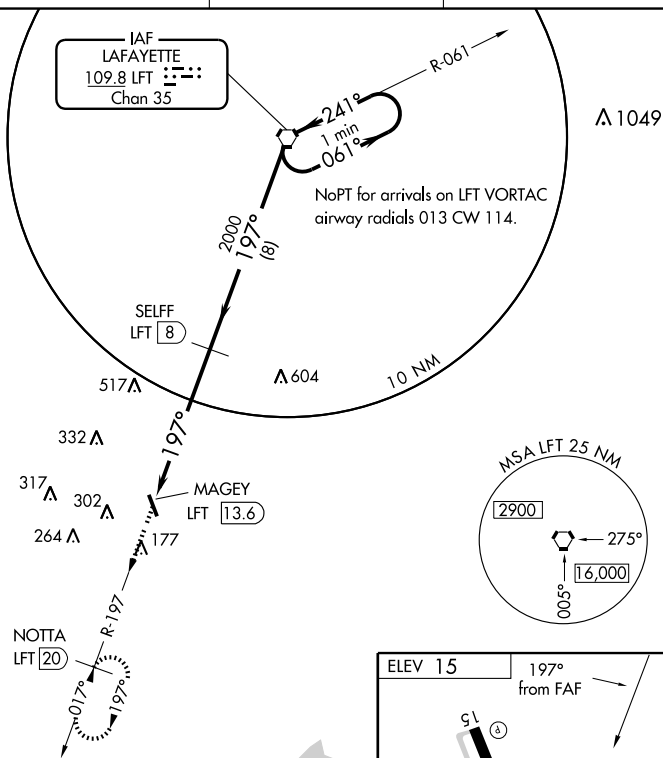 IAF
LAFAYETTE
109.8 LFT
Chan 35
R-061
241°
1 min
061°
1049
NoPT for arrivals on LFT VORTAC
airway radials 013 CW 114.
2000
197°
(8)
SELFF
LFT 8
604
10 NM
517
197°
332
317
302
264
177
MAGEY
LFT 13.6
MSA LFT 25 NM
2900
275°
16,000
005°
R-197
NOTTA
LFT 20
017°
197°
ELEV 15
197°
from FAF
15
P